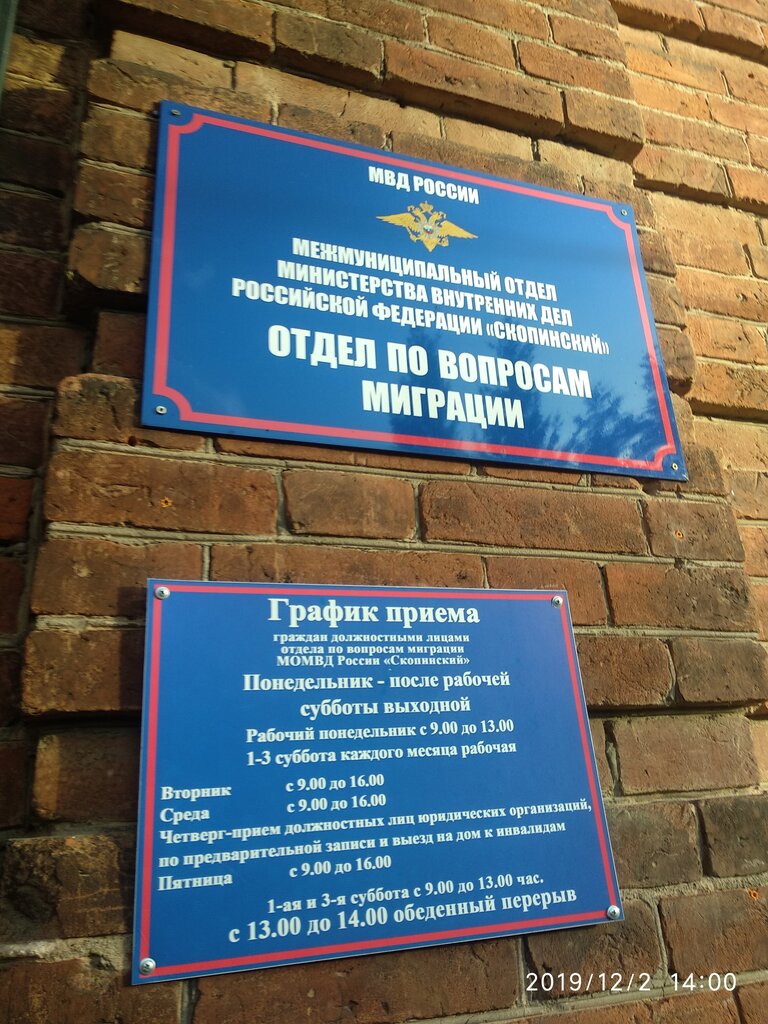 МВД РОССИИ
МЕЖМУНИЦИПАЛЬНЫЙ ОТДЕЛ
МИНИСТЕРСТВА ВНУТРЕННИХ ДЕЛ
РОССИЙСКОЙ ФЕДЕРАЦИИ «СКОПИНСКИЙ»
ОТДЕЛ ПО ВОПРОСАМ
МИГРАЦИИ
График приема
граждан должностными лицами
отдела по вопросам миграции
МОМВД России «Скопинский»
Понедельник - после рабочей
субботы выходной
Рабочий понедельник с 9.00 до 13.00
1-3 суббота каждого месяца рабочая
Вторник с 9.00 до 16.00
Среда с 9.00 до 16.00
Четверг-прием должностных лиц юридических организаций,
по предварительной записи и выезд на дом к инвалидам
Пятница с 9.00 до 16.00
1-ая и 3-я суббота с 9.00 до 13.00 час.
с 13.00 до 14.00 обеденный перерыв
2019/12/2 14:00